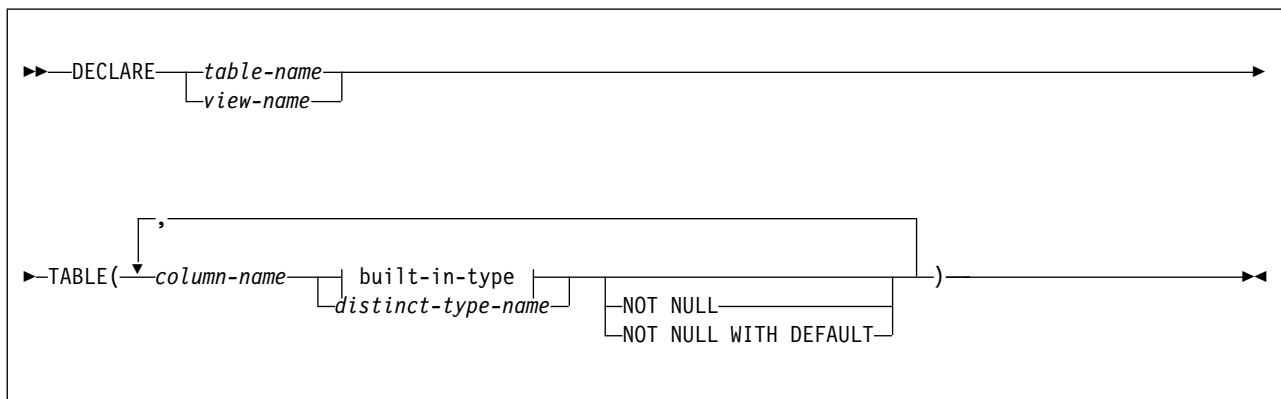 DECLARE table-name
view-name
,
TABLE( column-name built-in-type )
distinct-type-name NOT NULL
NOT NULL WITH DEFAULT